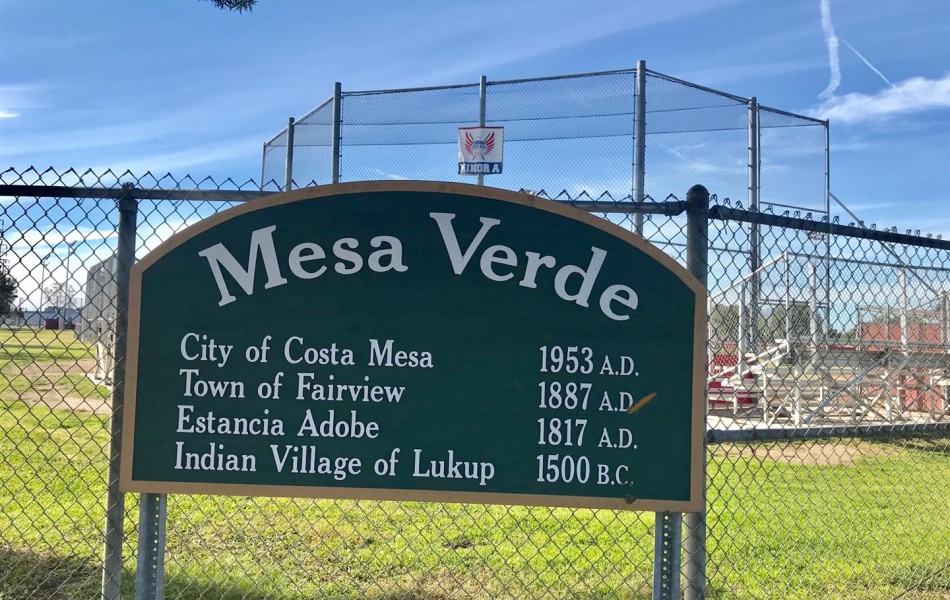 MINOR A
Mesa Verde
City of Costa Mesa 1953 A.D.
Town of Fairview 1887 A.D.
Estancia Adobe 1817 A.D.
Indian Village of Lukup 1500 B.C.